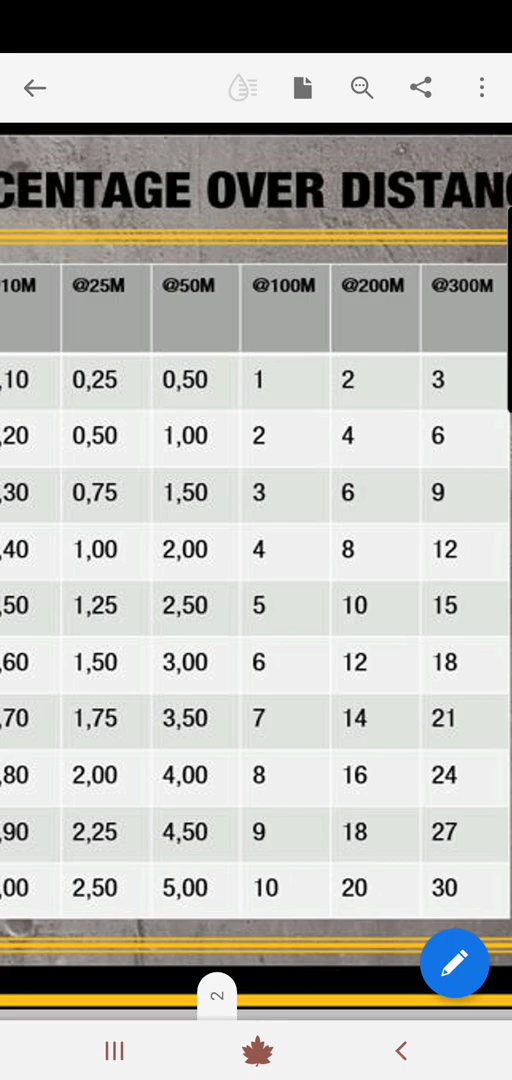 CENTAGE OVER DISTANC
10M @25M @50M @100M @200M @300M
,10 0,25 0,50 1 2 3
,20 0,50 1,00 2 4 6
,30 0,75 1,50 3 6 9
,40 1,00 2,00 4 8 12
,50 1,25 2,50 5 10 15
,60 1,50 3,00 6 12 18
,70 1,75 3,50 7 14 21
,80 2,00 4,00 8 16 24
,90 2,25 4,50 9 18 27
,00 2,50 5,00 10 20 30
2